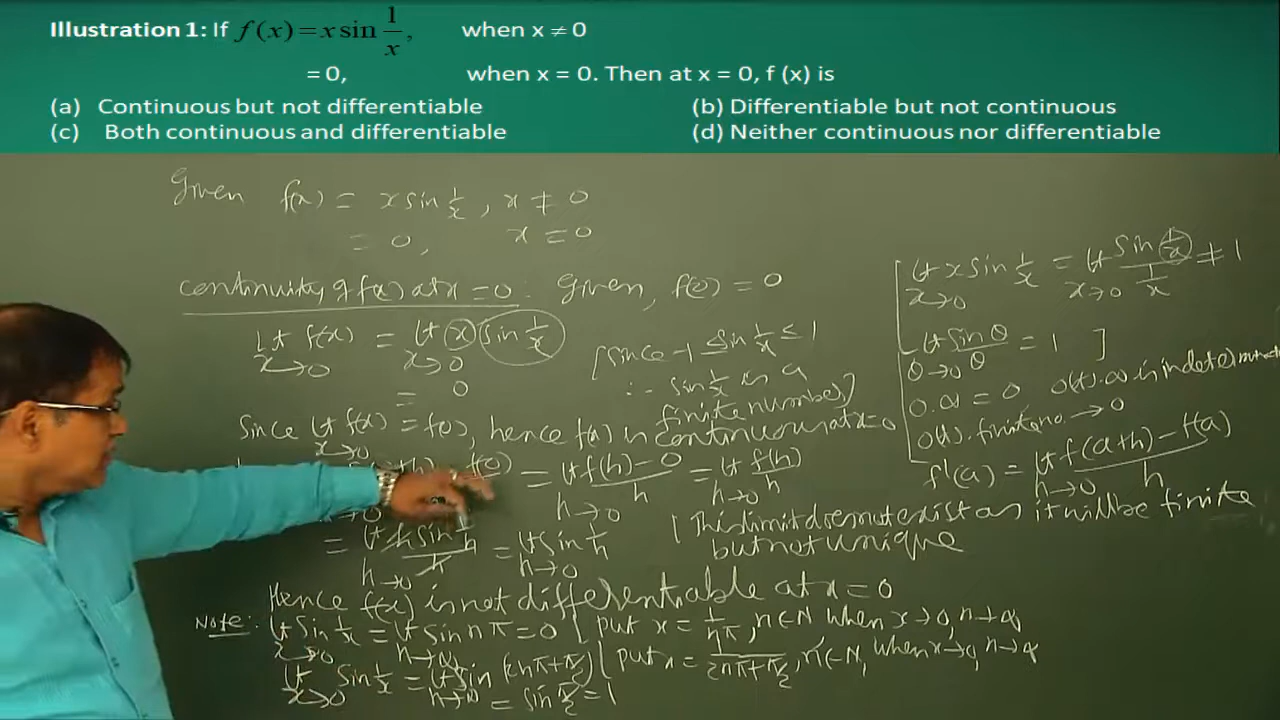 Illustration 1: If f(x) = x sin 1/x, when x ≠ 0
= 0, when x = 0. Then at x = 0, f (x) is
(a) Continuous but not differentiable (b) Differentiable but not continuous
(c) Both continuous and differentiable (d) Neither continuous nor differentiable
Given f(x) = x sin 1/x, x ≠ 0
= 0, x = 0
continuity of f(x) at x = 0: Given, f(0) = 0
Lt x→0 f(x) = Lt x→0 (x) (sin 1/x)
= 0
[Since -1 ≤ sin 1/x ≤ 1
∴ sin 1/x is a
finite number]
Since Lt x→0 f(x) = f(0), hence f(x) is continuous at x=0
f(0) = Lt h→0 f(h) - 0 / h = Lt h→0 f(h)/h
= Lt h→0 h sin 1/h / h = Lt h→0 sin 1/h
[This limit does not exist as it will be finite
but not unique
Hence f(x) is not differentiable at x = 0
Note: Lt x→0 sin 1/x = Lt n→∞ sin nπ = 0 [put x = 1/nπ, n∈N when x→0, n→∞
Lt x→0 sin 1/x = Lt n→∞ sin (2nπ+π/2) [put x = 1/2nπ+π/2, n∈N, when x→0, n→∞
= sin π/2 = 1
[Lt x→0 x sin 1/x = Lt x→0 sin (1/x) / 1/x ≠ 1
Lt θ→0 sin θ / θ = 1 ]
0.∞ = 0 0(t).∞ is indeterminate
0(t). finite no. → 0
f'(a) = Lt h→0 f(a+h) - f(a) / h